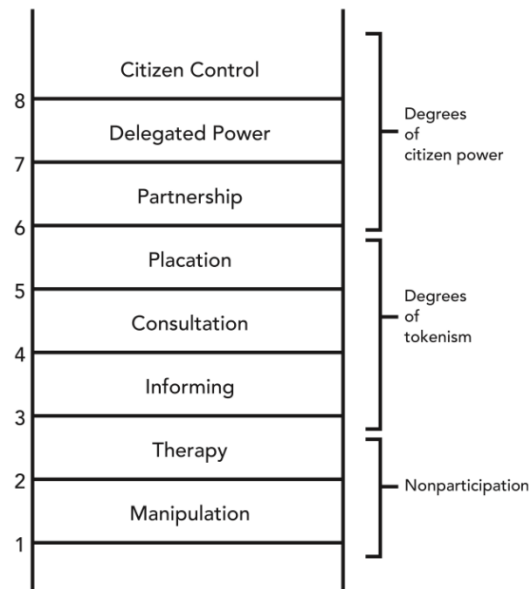 Citizen Control
8
Delegated Power
7
Partnership
6
Placation
5
Consultation
4
Informing
3
Therapy
2
Manipulation
1
Degrees
of
citizen power
Degrees
of
tokenism
Nonparticipation